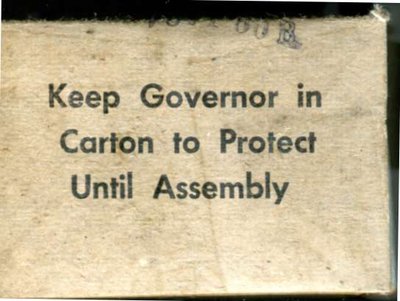 Keep Governor in
Carton to Protect
Until Assembly